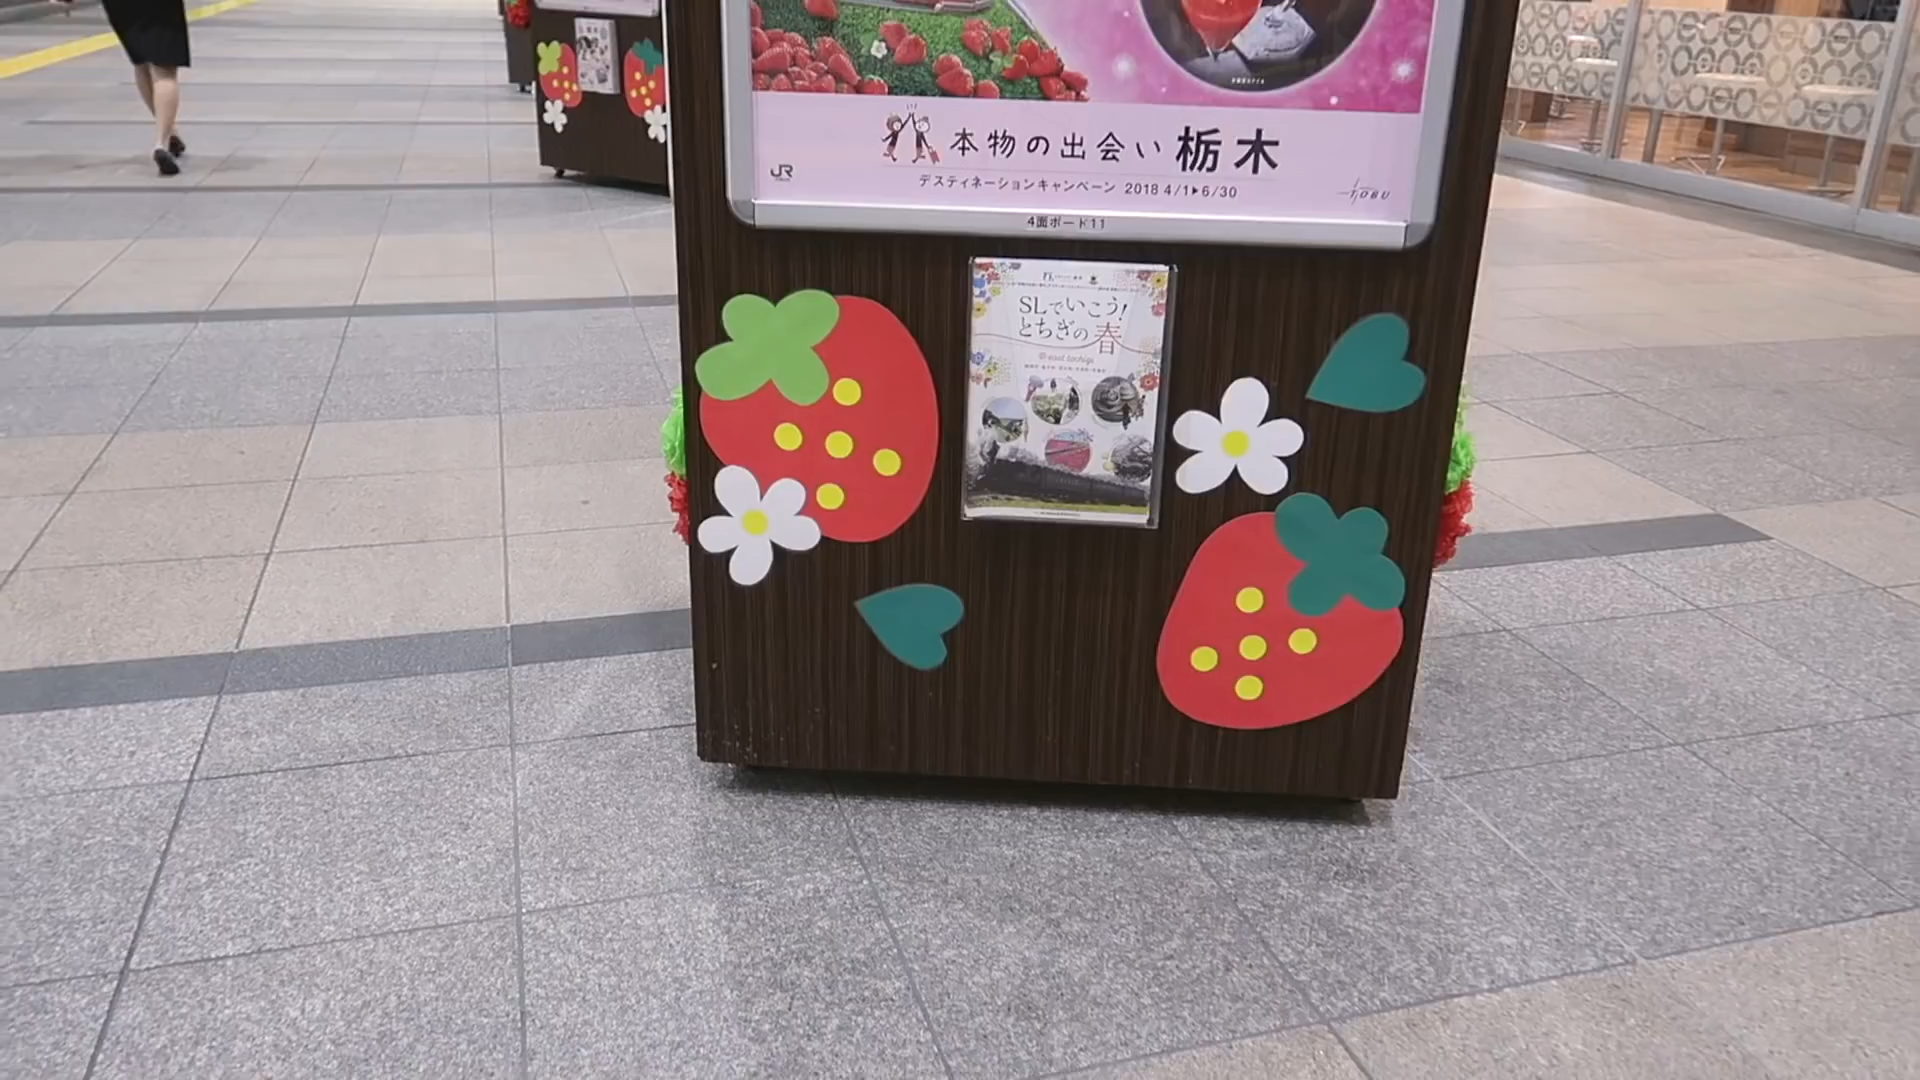 本物の出会い 栃木
JR
デスティネーションキャンペーン 2018 4/1▶6/30
TOBU
4面ボード11
SLでいこう!
とちぎの春
@ east tochigi